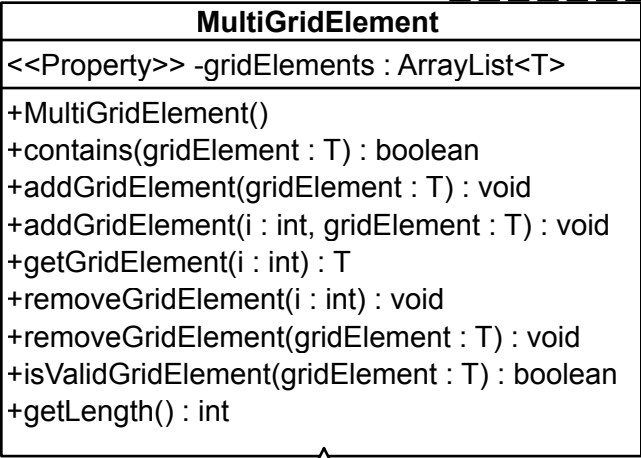 MultiGridElement
<<Property>> -gridElements : ArrayList<T>
+MultiGridElement()
+contains(gridElement : T) : boolean
+addGridElement(gridElement : T) : void
+addGridElement(i : int, gridElement : T) : void
+getGridElement(i : int) : T
+removeGridElement(i : int) : void
+removeGridElement(gridElement : T) : void
+isValidGridElement(gridElement : T) : boolean
+getLength() : int